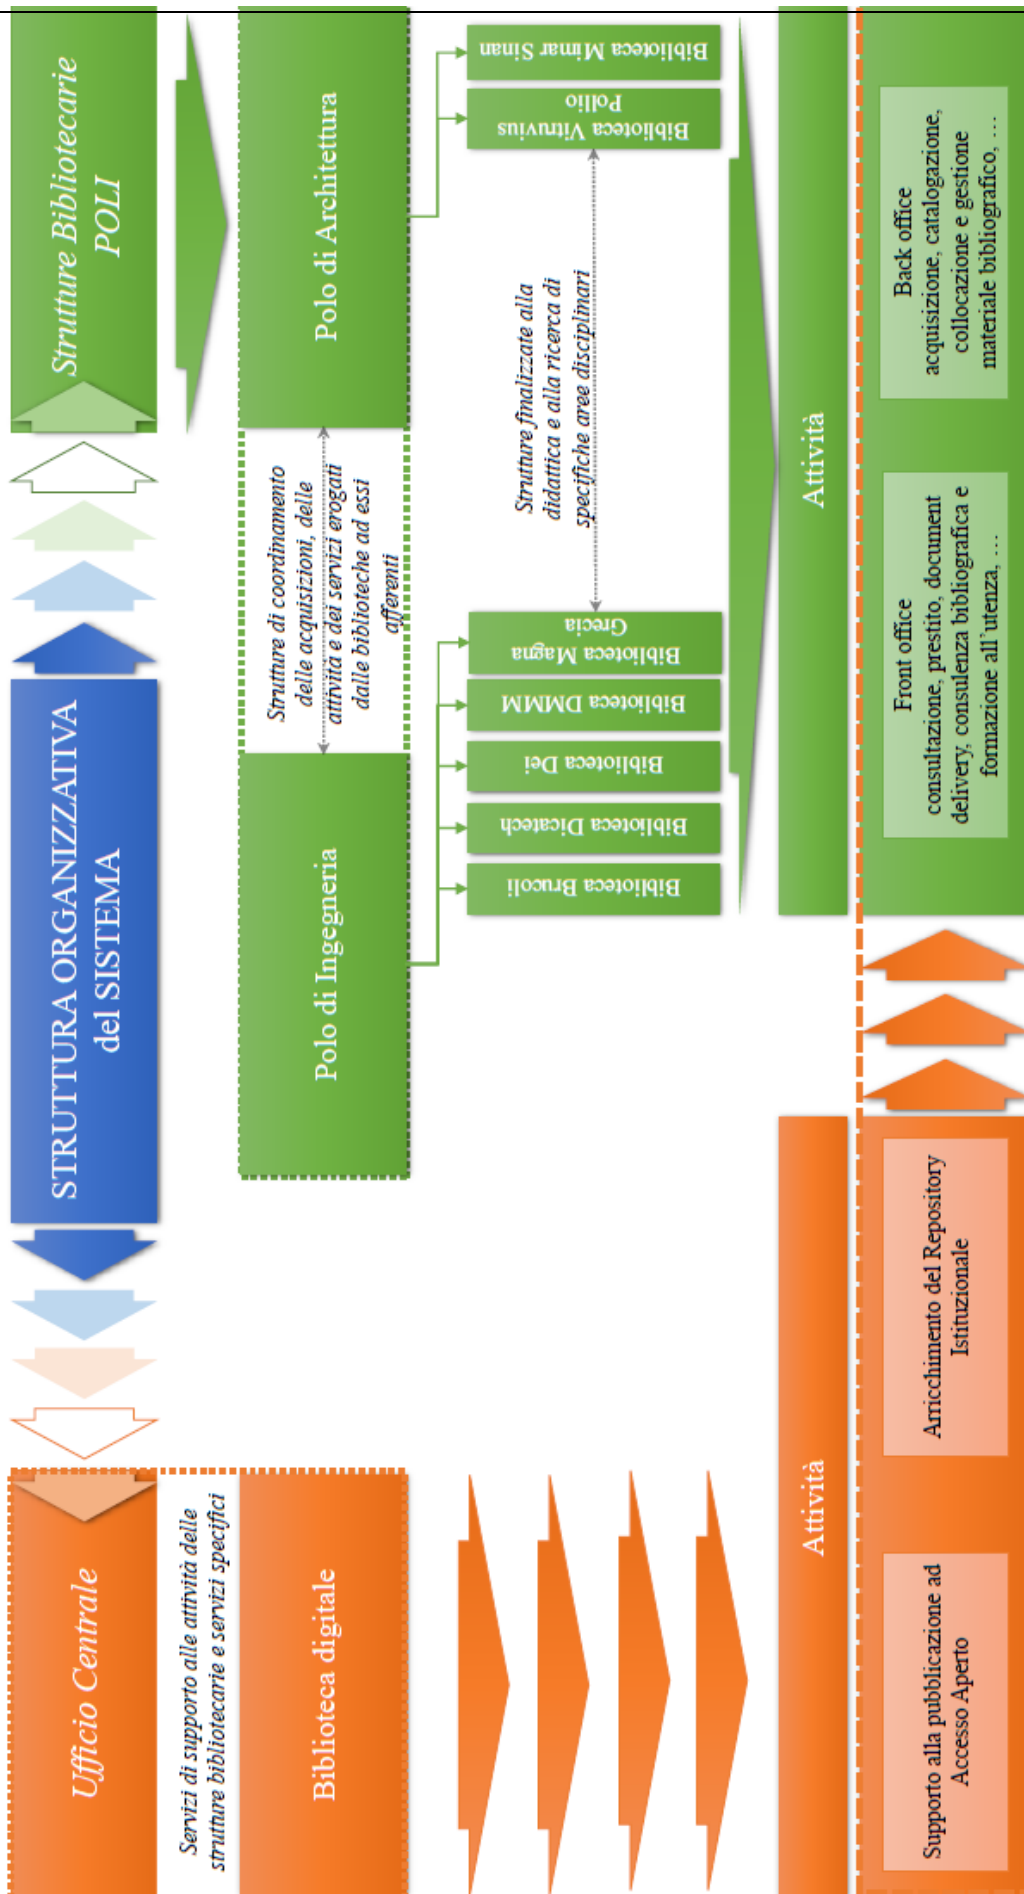 STRUTTURA ORGANIZZATIVA
del SISTEMA
Ufficio Centrale
Servizi di supporto alle attività delle
strutture bibliotecarie e servizi specifici
Biblioteca digitale
Attività
Supporto alla pubblicazione ad
Accesso Aperto
Arricchimento del Repository
Istituzionale
Strutture Bibliotecarie
POLI
Polo di Ingegneria
Strutture di coordinamento
delle acquisizioni, delle
attività e dei servizi erogati
dalle biblioteche ad essi
afferenti
Polo di Architettura
Biblioteca Brucoli
Biblioteca Dicatech
Biblioteca Dei
Biblioteca DMMM
Biblioteca Magna
Grecia
Strutture finalizzate alla
didattica e alla ricerca di
specifiche aree disciplinari
Biblioteca Vitruvius
Pollio
Biblioteca Mimar Sinan
Attività
Front office
consultazione, prestito, document
delivery, consulenza bibliografica e
formazione all'utenza, …
Back office
acquisizione, catalogazione,
collocazione e gestione
materiale bibliografico, …